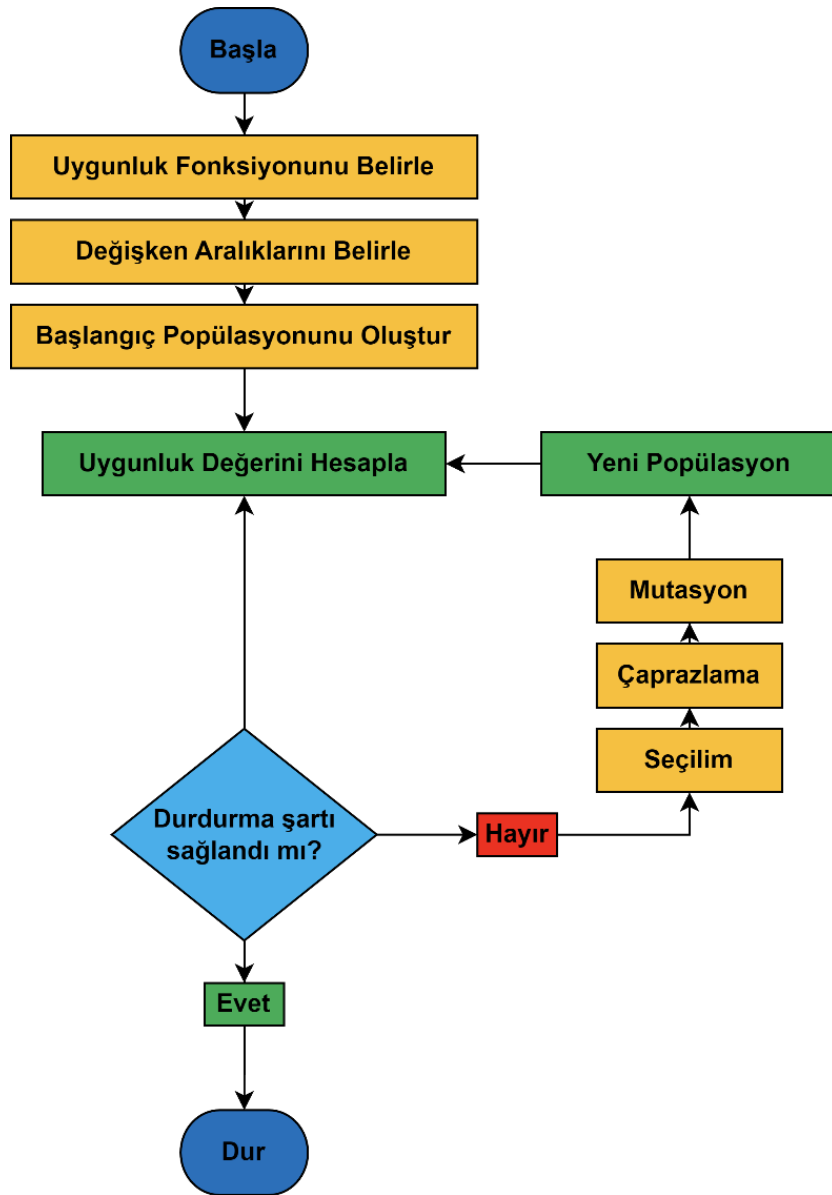 Başla
Uygunluk Fonksiyonunu Belirle
Değişken Aralıklarını Belirle
Başlangıç Popülasyonunu Oluştur
Uygunluk Değerini Hesapla
Yeni Popülasyon
Mutasyon
Çaprazlama
Seçilim
Durdurma şartı
sağlandı mı?
Hayır
Evet
Dur